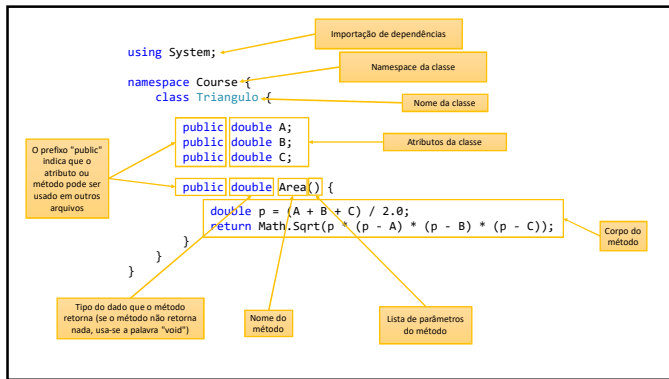 Importação de dependências
using System;
Namespace da classe
namespace Course {
class Triangulo {
Nome da classe
public double A;
public double B;
public double C;
Atributos da classe
O prefixo "public"
indica que o
atributo ou
método pode ser
usado em outros
arquivos
public double Area() {
double p = (A + B + C) / 2.0;
return Math.Sqrt(p * (p - A) * (p - B) * (p - C));
Corpo do
método
}
}
}
Tipo do dado que o método
retorna (se o método não retorna
nada, usa-se a palavra "void")
Nome do
método
Lista de parâmetros
do método